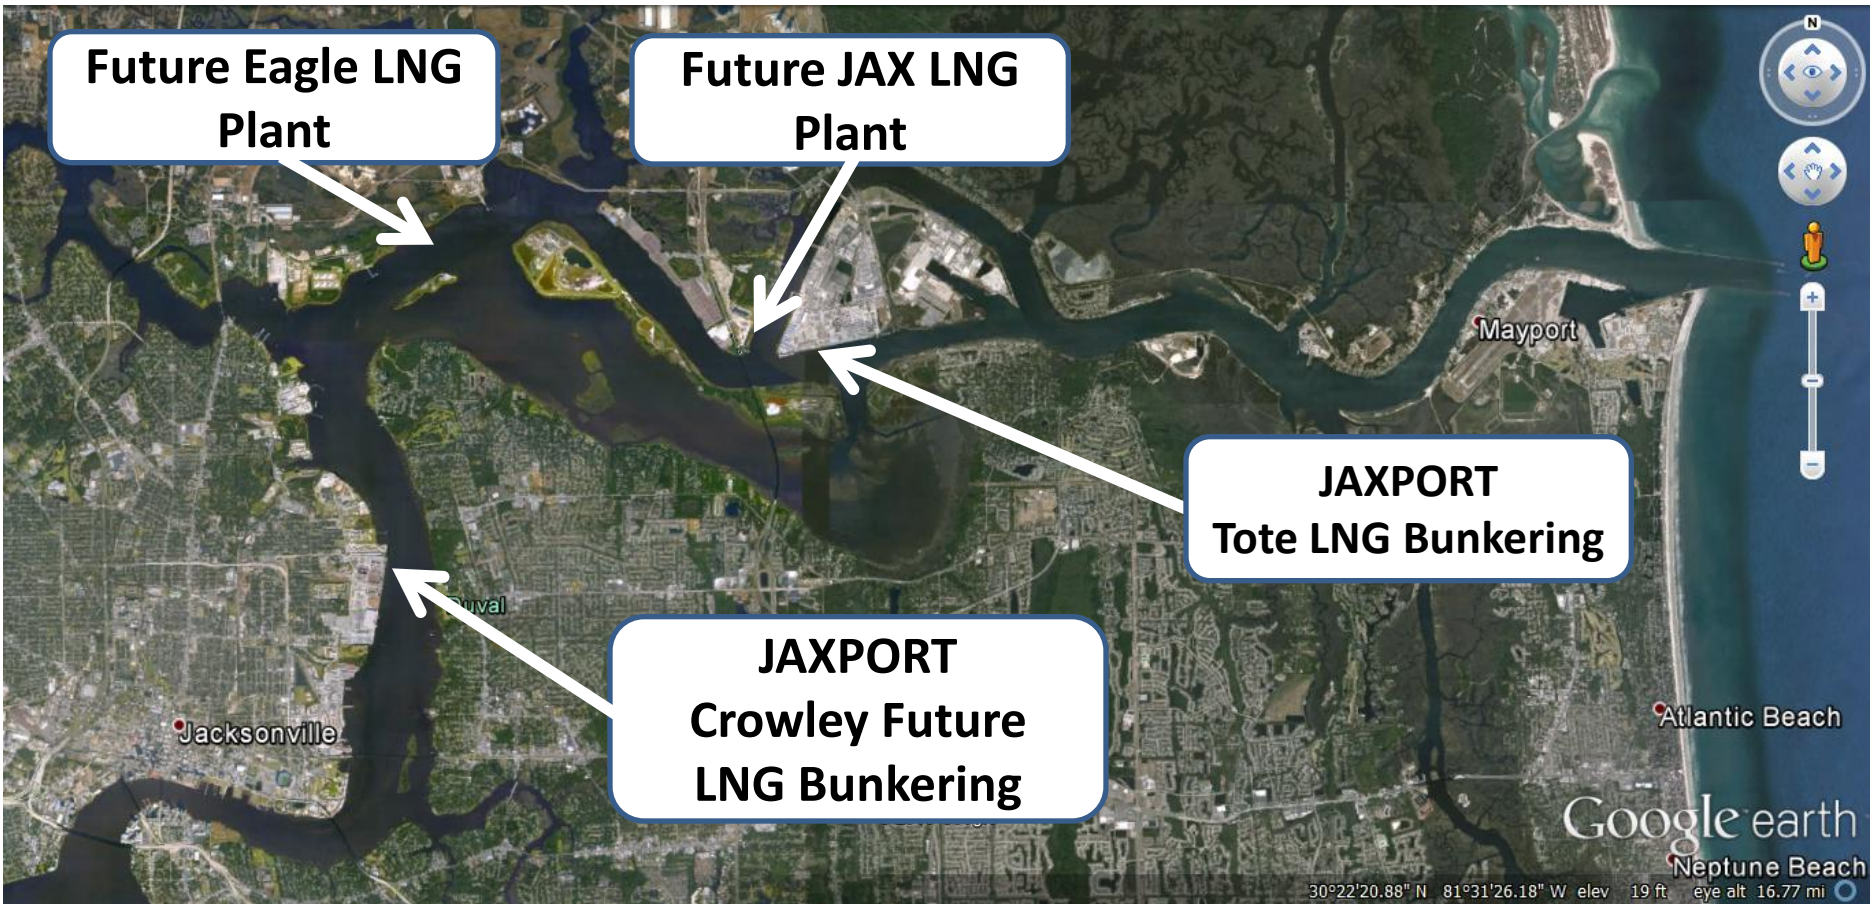 Future Eagle LNG
Plant
Future JAX LNG
Plant
N
Mayport
JAXPORT
Tote LNG Bunkering
Duval
JAXPORT
Crowley Future
LNG Bunkering
Jacksonville
Atlantic Beach
Google earth
Neptune Beach
30°22'20.88" N 81°31'26.18" W elev 19 ft eye alt 16.77 mi